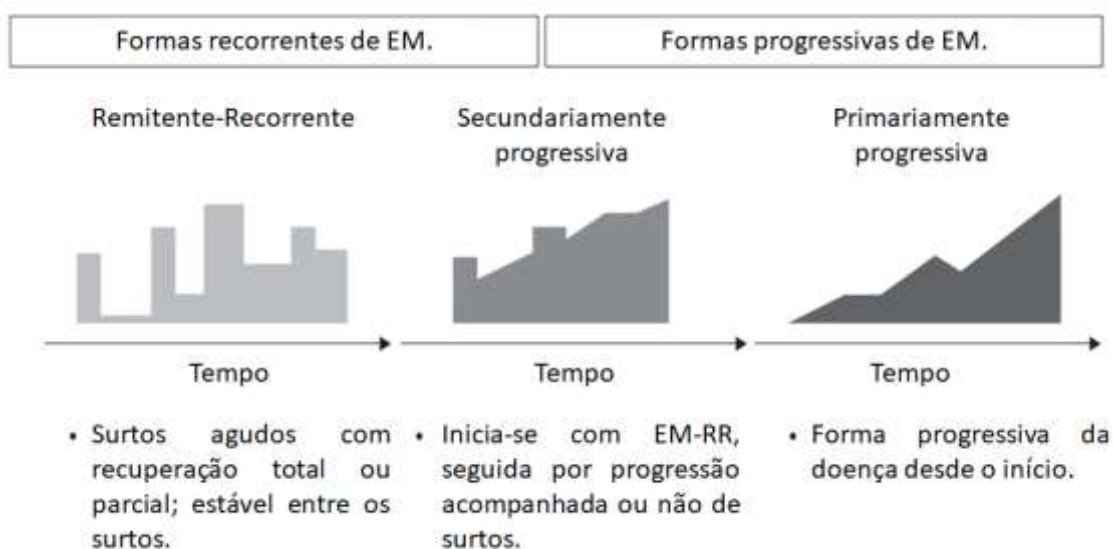 Formas recorrentes de EM.
Formas progressivas de EM.
Remitente-Recorrente
Secundariamente
progressiva
Primariamente
progressiva
Tempo
Tempo
Tempo
• Surtos agudos com
recuperação total ou
parcial; estável entre os
surtos.
• Inicia-se com EM-RR,
seguida por progressão
acompanhada ou não de
surtos.
• Forma progressiva da
doença desde o início.